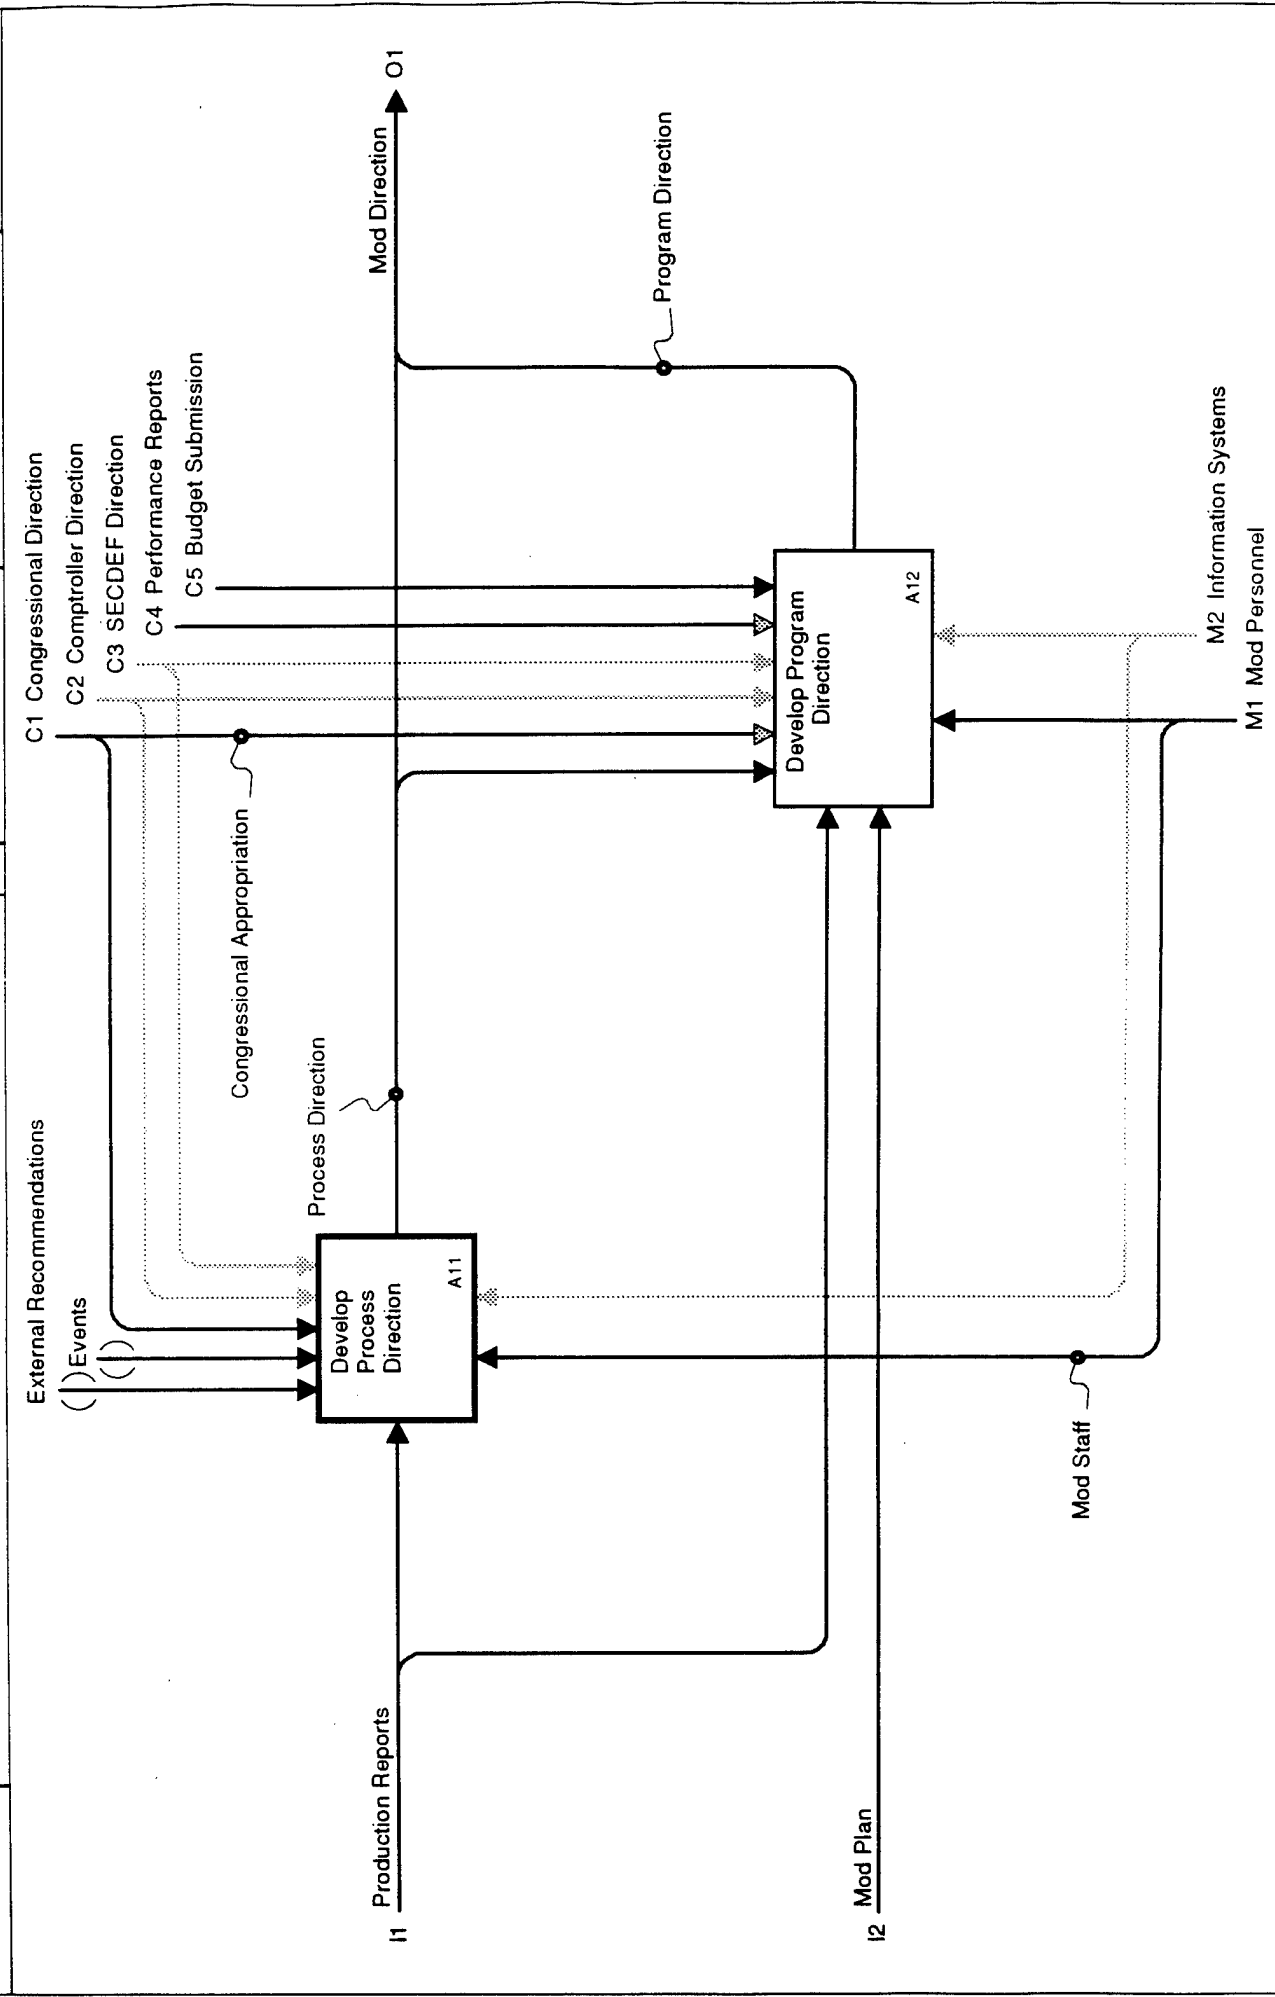 External Recommendations
Events
C1 Congressional Direction
C2 Comptroller Direction
C3 SECDEF Direction
C4 Performance Reports
C5 Budget Submission
Congressional Appropriation
I1
Production Reports
Develop
Process
Direction
A11
Process Direction
Mod Direction
O1
Program Direction
Develop Program
Direction
A12
I2
Mod Plan
Mod Staff
M2 Information Systems
M1 Mod Personnel